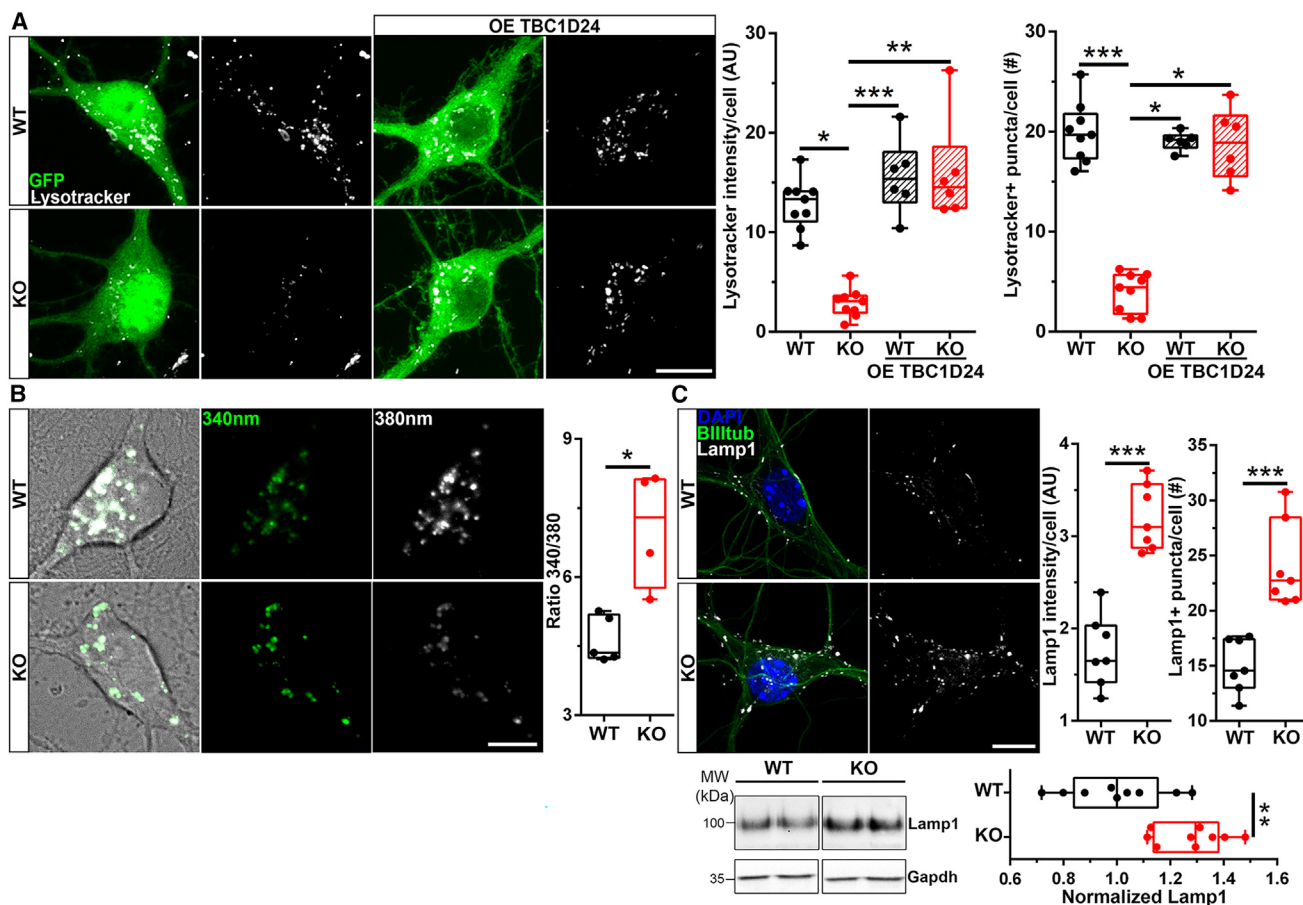 A
OE TBC1D24
WT
GFP
Lysotracker
KO
Lysotracker intensity/cell (AU)
30
20
10
0
*
***
**
WT
KO
WT
KO
OE TBC1D24
Lysotracker+ puncta/cell (#)
30
20
10
0
***
*
*
WT
KO
WT
KO
OE TBC1D24
B
WT
340nm
380nm
KO
Ratio 340/380
9
6
3
*
WT
KO
C
WT
DAPI
BIIItub
Lamp1
KO
Lamp1 intensity/cell (AU)
4
3
2
1
***
WT
KO
Lamp1+ puncta/cell (#)
35
30
25
20
15
10
***
WT
KO
MW
(kDa)
WT
KO
100
Lamp1
35
Gapdh
WT
KO
**
0.6
0.8
1.0
1.2
1.4
1.6
Normalized Lamp1